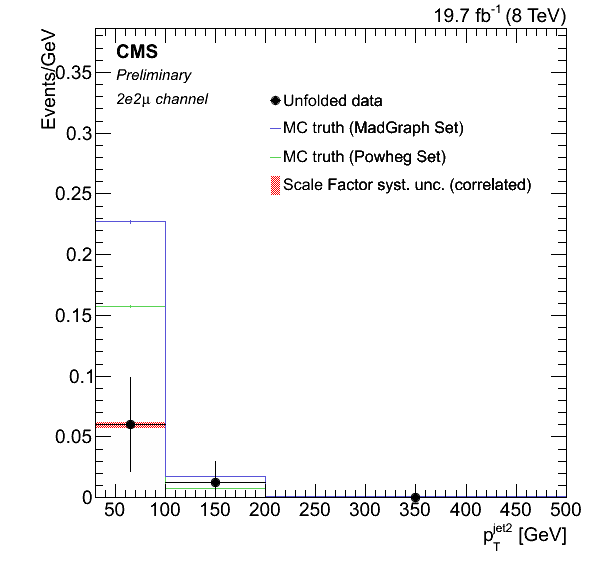 19.7 fb⁻¹ (8 TeV)
Events/GeV
CMS
Preliminary
2e2μ channel
Unfolded data
MC truth (MadGraph Set)
MC truth (Powheg Set)
Scale Factor syst. unc. (correlated)
0.35
0.3
0.25
0.2
0.15
0.1
0.05
0
50 100 150 200 250 300 350 400 450 500
p_T^jet2 [GeV]